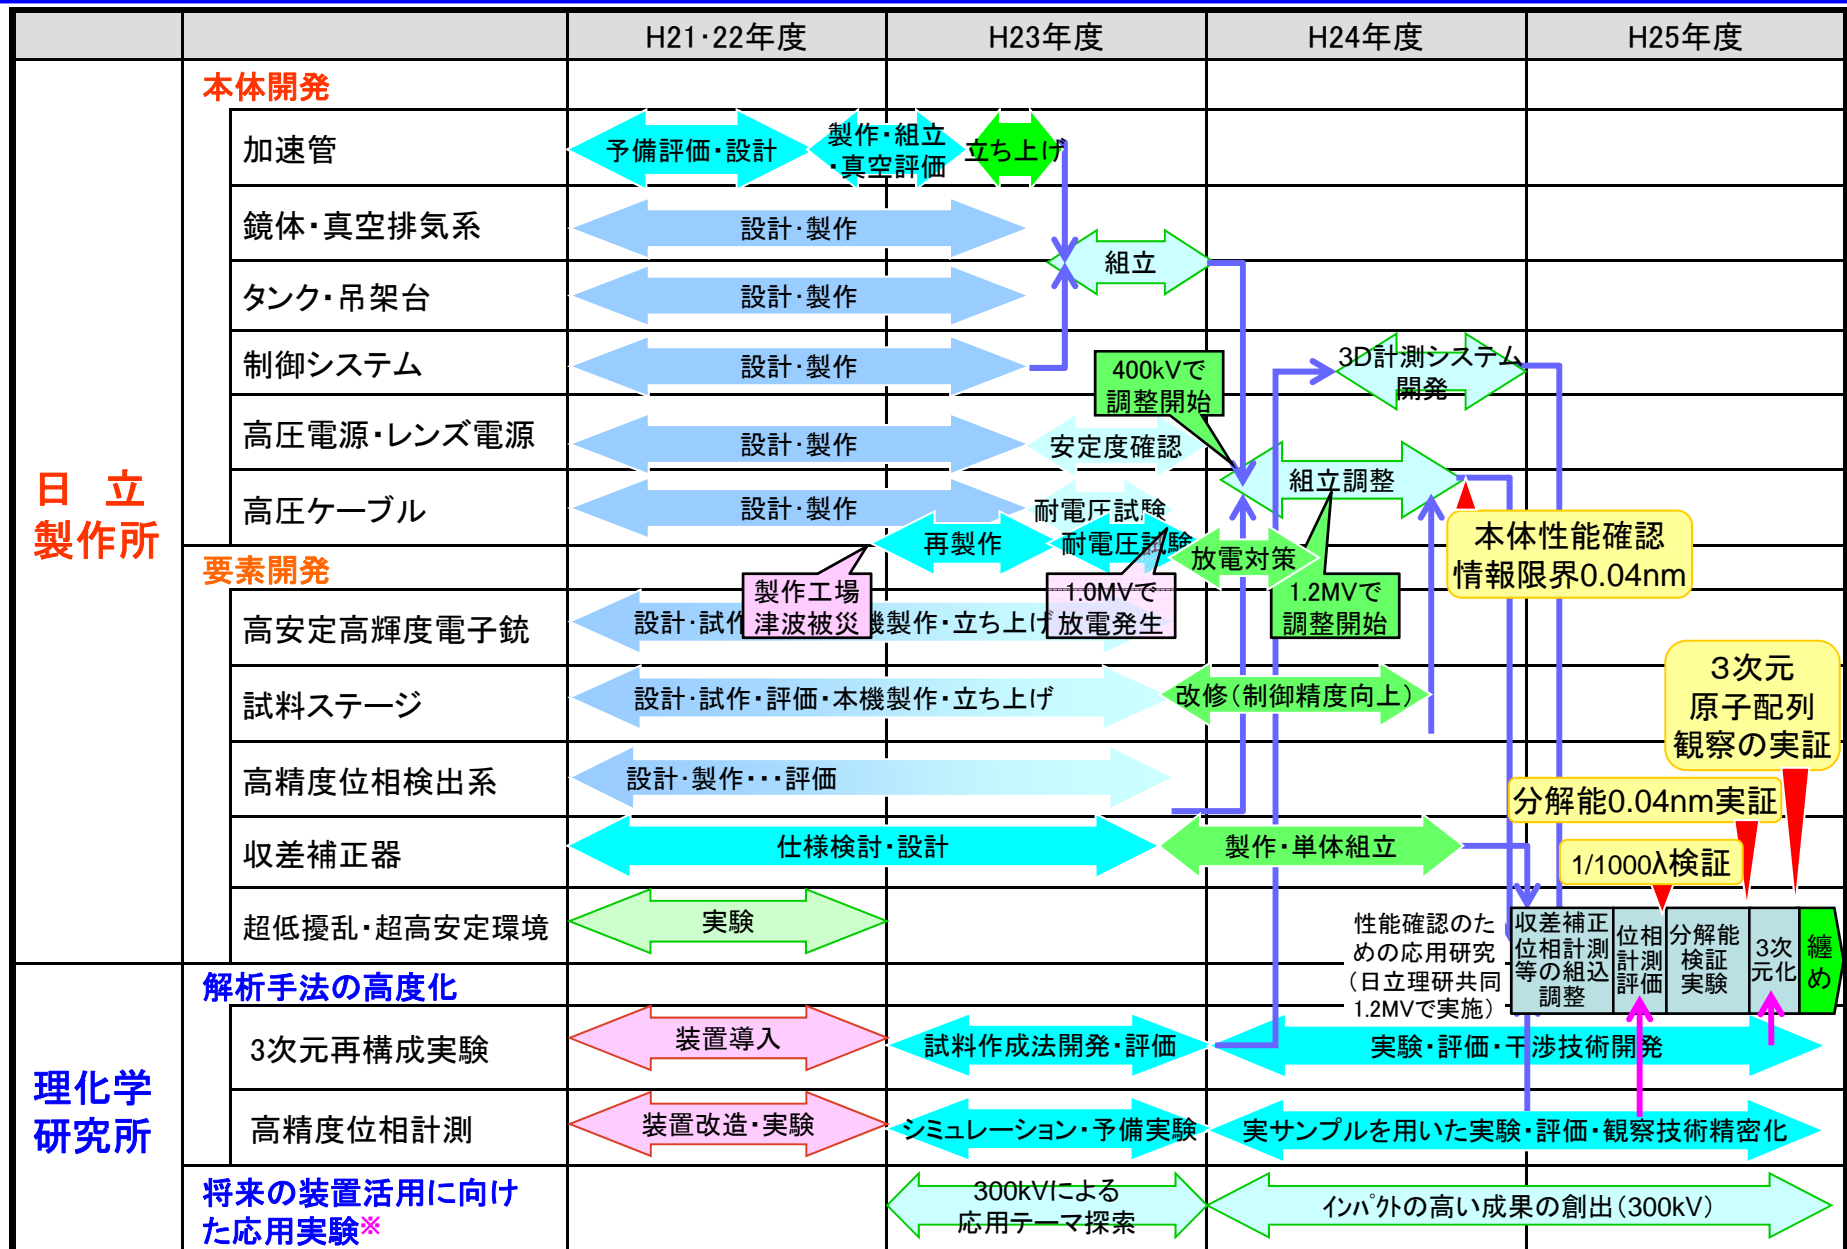 H21･22年度
H23年度
H24年度
H25年度
日 立
製作所
本体開発
加速管
予備評価・設計
製作・組立
・真空評価
立ち上げ
鏡体・真空排気系
設計･製作
組立
タンク・吊架台
設計･製作
制御システム
設計･製作
400kVで
調整開始
3D計測システム
開発
高圧電源・レンズ電源
設計･製作
安定度確認
組立調整
高圧ケーブル
設計･製作
耐電圧試験
再製作
耐電圧試験
放電対策
本体性能確認
情報限界0.04nm
要素開発
製作工場
津波被災
1.0MVで
放電発生
1.2MVで
調整開始
高安定高輝度電子銃
設計･試作
機製作・立ち上げ
試料ステージ
設計･試作・評価・本機製作・立ち上げ
改修(制御精度向上)
3次元
原子配列
観察の実証
高精度位相検出系
設計･製作・・・評価
分解能0.04nm実証
収差補正器
仕様検討・設計
製作・単体組立
1/1000λ検証
超低擾乱・超高安定環境
実験
性能確認のた
めの応用研究
(日立理研共同
1.2MVで実施)
収差補正
位相計測
等の組込
調整
位相
計測
評価
分解能
検証
実験
3次
元化
纏
め
理化学
研究所
解析手法の高度化
3次元再構成実験
装置導入
試料作成法開発・評価
実験・評価・干渉技術開発
高精度位相計測
装置改造・実験
シミュレーション・予備実験
実サンプルを用いた実験・評価・観察技術精密化
将来の装置活用に向け
た応用実験※
300kVによる
応用テーマ探索
ｲﾝﾊﾟｸﾄの高い成果の創出(300kV)